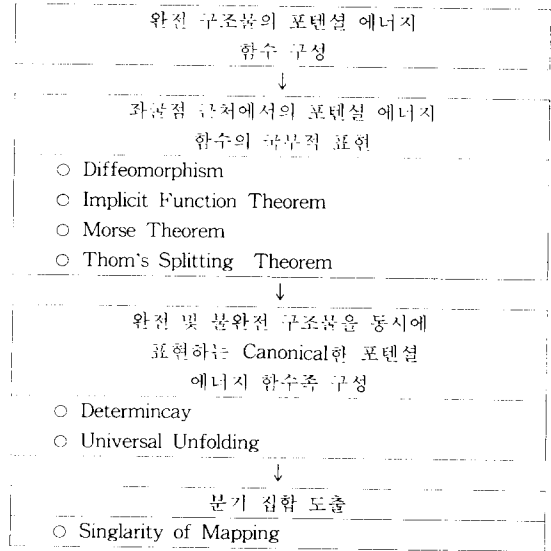 완전 구조물의 포텐셜 에너지
함수 구성
↓
좌굴점 근처에서의 포텐셜 에너지
함수의 국부적 표현
○ Diffeomorphism
○ Implicit Function Theorem
○ Morse Theorem
○ Thom's Splitting Theorem
↓
완전 및 불완전 구조물을 동시에
표현하는 Canonical한 포텐셜
에너지 함수족 구성
○ Determincay
○ Universal Unfolding
↓
분기 집합 도출
○ Singlarity of Mapping